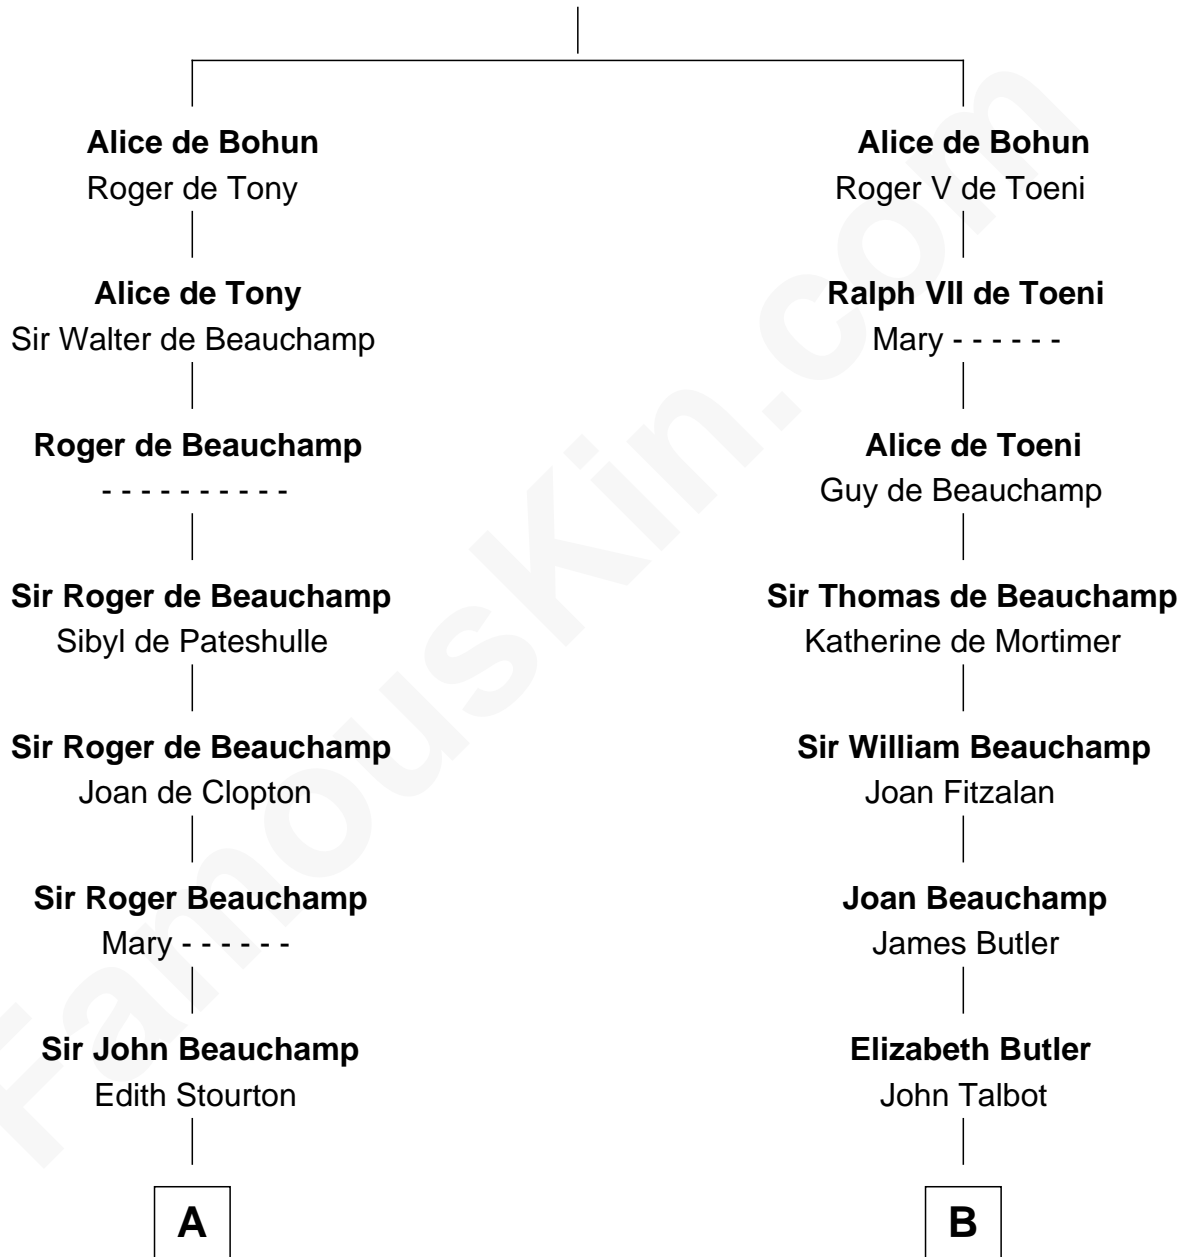 Alice de Bohun
Roger de Tony
Alice de Tony
Sir Walter de Beauchamp
Roger de Beauchamp
- - - - - - - - - -
Sir Roger de Beauchamp
Sibyl de Pateshulle
Sir Roger de Beauchamp
Joan de Clopton
Sir Roger Beauchamp
Mary - - - - - -
Sir John Beauchamp
Edith Stourton
A
Alice de Bohun
Roger V de Toeni
Ralph VII de Toeni
Mary - - - - - -
Alice de Toeni
Guy de Beauchamp
Sir Thomas de Beauchamp
Katherine de Mortimer
Sir William Beauchamp
Joan Fitzalan
Joan Beauchamp
James Butler
Elizabeth Butler
John Talbot
B
FamousKin.com